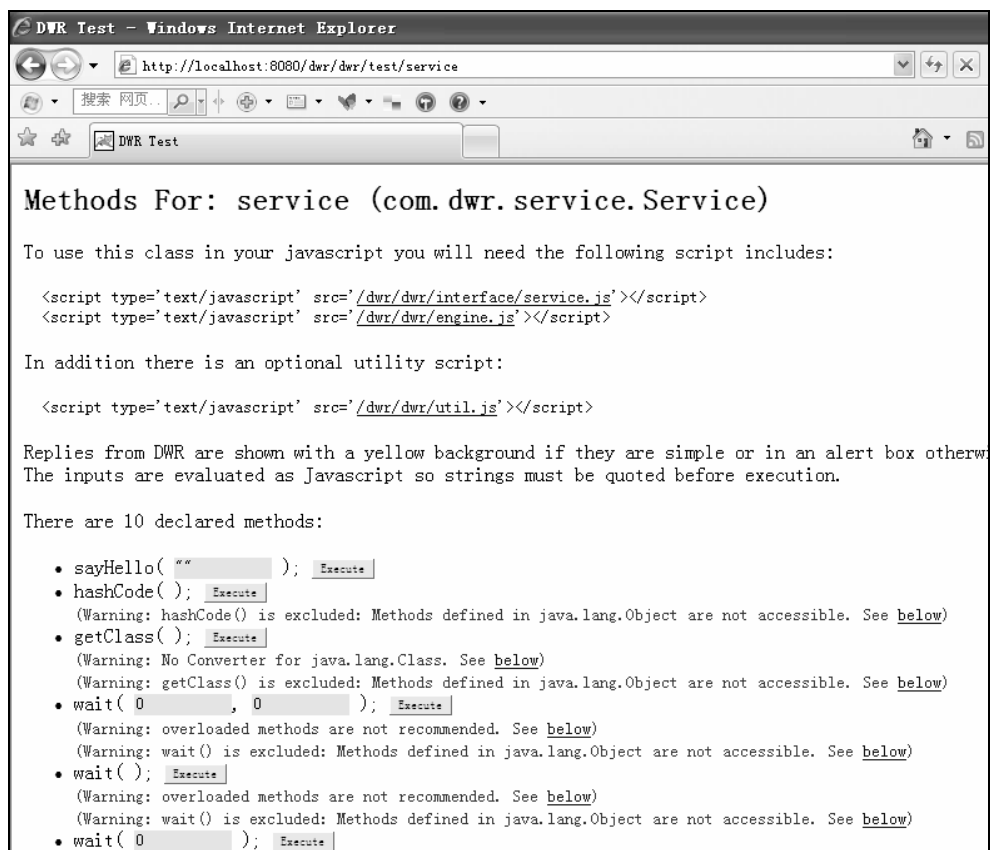 DWR Test - Windows Internet Explorer
http://localhost:8080/dwr/dwr/test/service
搜索 网页..
DWR Test
Methods For: service (com.dwr.service.Service)
To use this class in your javascript you will need the following script includes:
<script type='text/javascript' src='/dwr/dwr/interface/service.js'></script>
<script type='text/javascript' src='/dwr/dwr/engine.js'></script>
In addition there is an optional utility script:
<script type='text/javascript' src='/dwr/dwr/util.js'></script>
Replies from DWR are shown with a yellow background if they are simple or in an alert box otherwi
The inputs are evaluated as Javascript so strings must be quoted before execution.
There are 10 declared methods:
• sayHello( "" ); Execute
• hashCode( ); Execute
(Warning: hashCode() is excluded: Methods defined in java.lang.Object are not accessible. See below)
• getClass( ); Execute
(Warning: No Converter for java.lang.Class. See below)
(Warning: getClass() is excluded: Methods defined in java.lang.Object are not accessible. See below)
• wait( 0 , 0 ); Execute
(Warning: overloaded methods are not recommended. See below)
(Warning: wait() is excluded: Methods defined in java.lang.Object are not accessible. See below)
• wait( ); Execute
(Warning: overloaded methods are not recommended. See below)
(Warning: wait() is excluded: Methods defined in java.lang.Object are not accessible. See below)
• wait( 0 ); Execute